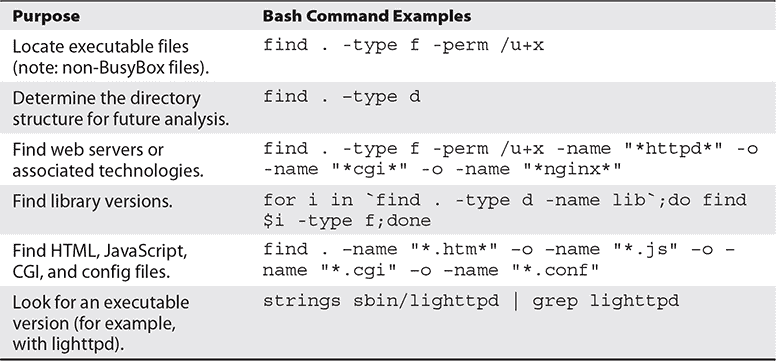 Purpose Bash Command Examples
Locate executable files find . -type f -perm /u+x
(note: non-BusyBox files).
Determine the directory find . –type d
structure for future analysis.
Find web servers or find . -type f -perm /u+x -name "*httpd*" -o
associated technologies. -name "*cgi*" -o -name "*nginx*"
Find library versions. for i in `find . -type d -name lib`;do find
$i -type f;done
Find HTML, JavaScript, find . –name "*.htm*" –o –name "*.js" –o –
CGI, and config files. name "*.cgi" –o –name "*.conf"
Look for an executable strings sbin/lighttpd | grep lighttpd
version (for example,
with lighttpd).